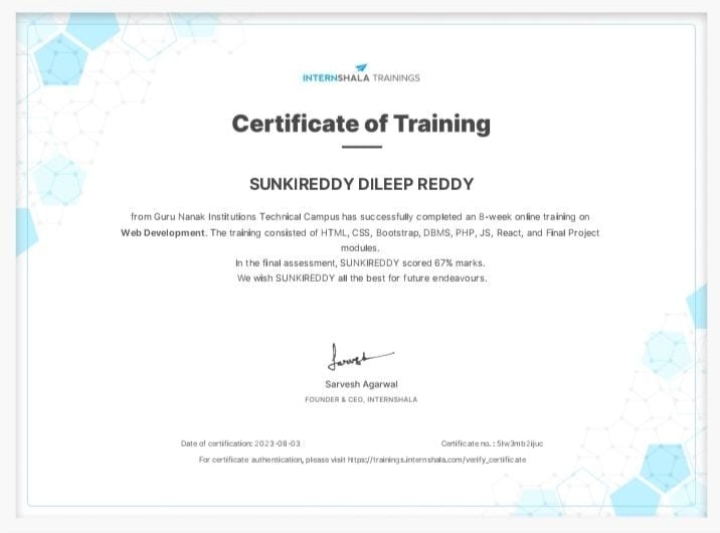 INTERNSHALA TRAININGS
Certificate of Training
SUNKIREDDY DILEEP REDDY
from Guru Nanak Institutions Technical Campus has successfully completed an 8-week online training on
Web Development. The training consisted of HTML, CSS, Bootstrap, DBMS, PHP, JS, React, and Final Project
modules.
In the final assessment, SUNKIREDDY scored 67% marks.
We wish SUNKIREDDY all the best for future endeavours.
Sarvesh Agarwal
FOUNDER & CEO, INTERNSHALA
Date of certification: 2023-08-03 Certificate no. :
For certificate authentication, please visit https://trainings.internshala.com/verify_certificate